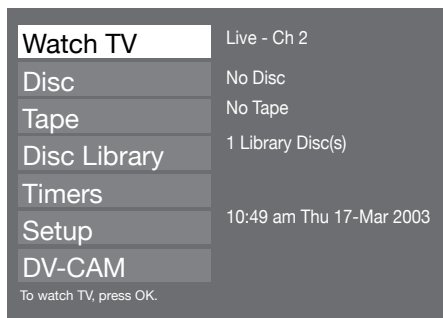 Watch TV
Live - Ch 2
Disc
No Disc
Tape
No Tape
Disc Library
1 Library Disc(s)
Timers
Setup
10:49 am Thu 17-Mar 2003
DV-CAM
To watch TV, press OK.